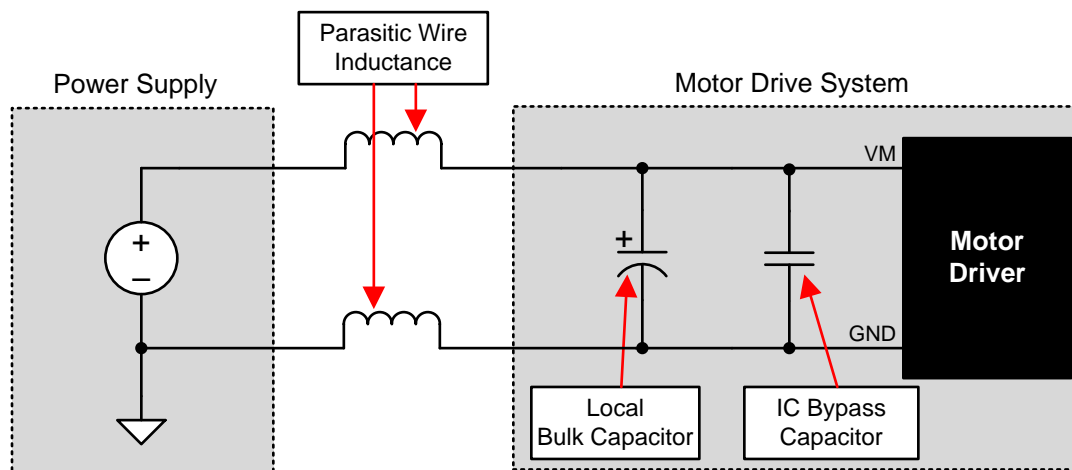 Parasitic Wire
Inductance
Power Supply
Motor Drive System
VM
+
–
+
Motor
Driver
GND
Local
Bulk Capacitor
IC Bypass
Capacitor